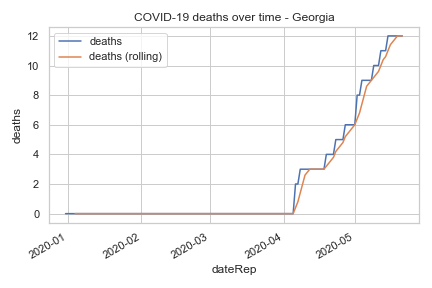 COVID-19 deaths over time - Georgia
deaths
deaths (rolling)
12
10
8
6
4
2
0
deaths
2020-01
2020-02
2020-03
2020-04
2020-05
dateRep